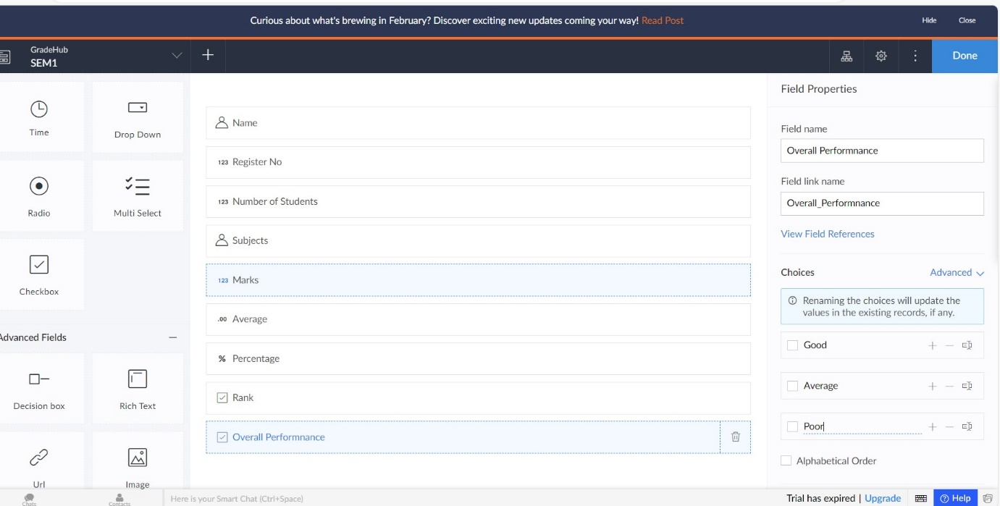 Curious about what's brewing in February? Discover exciting new updates coming your way! Read Post
Hide
Close
GradeHub
SEM1
Done
Time
Drop Down
Radio
Multi Select
Checkbox
Advanced Fields
Decision box
Rich Text
Url
Image
Name
123 Register No
123 Number of Students
Subjects
123 Marks
.00 Average
% Percentage
Rank
Overall Performnance
Field Properties
Field name
Overall Performnance
Field link name
Overall_Performnance
View Field References
Choices
Advanced
Renaming the choices will update the
values in the existing records, if any.
Good
Average
Poor
Alphabetical Order
Chats
Contacts
Here is your Smart Chat (Ctrl+Space)
Trial has expired | Upgrade
Help